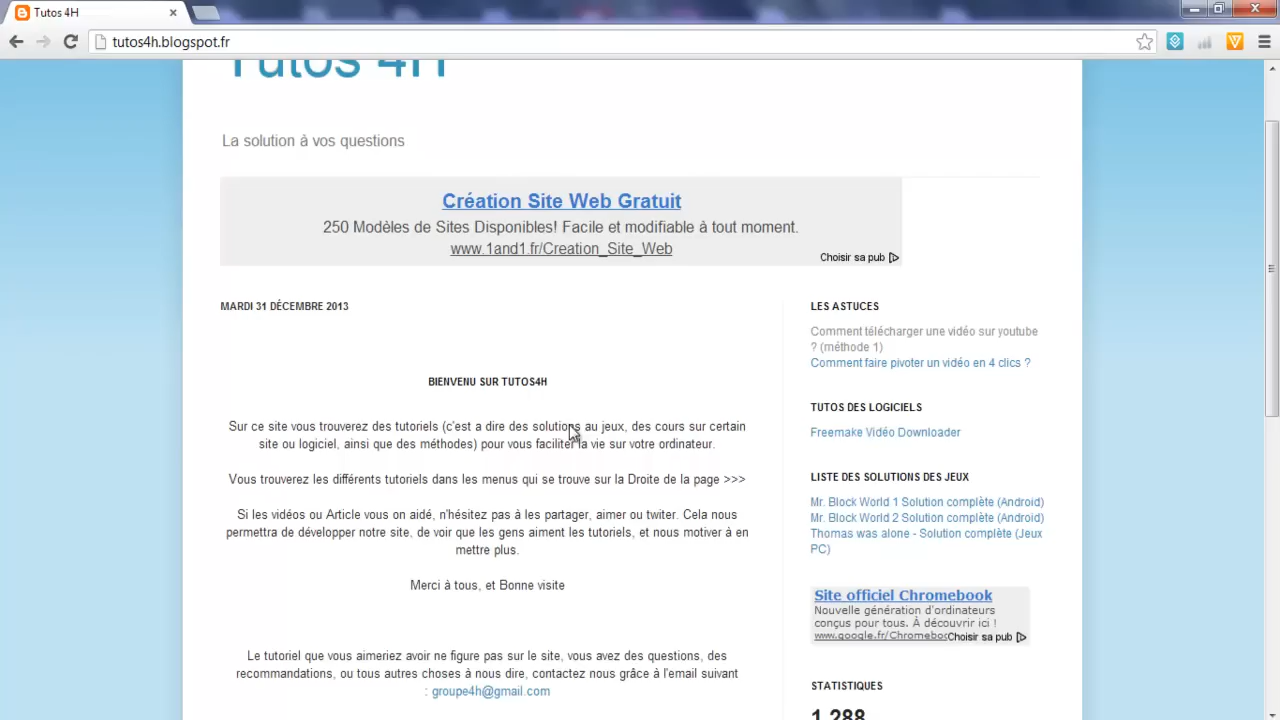 Tutos 4H
tutos4h.blogspot.fr
Tutos 4H
La solution à vos questions
Création Site Web Gratuit
250 Modèles de Sites Disponibles! Facile et modifiable à tout moment.
www.1and1.fr/Creation_Site_Web
Choisir sa pub
MARDI 31 DÉCEMBRE 2013
BIENVENU SUR TUTOS4H
Sur ce site vous trouverez des tutoriels (c'est a dire des solutions au jeux, des cours sur certain
site ou logiciel, ainsi que des méthodes) pour vous faciliter la vie sur votre ordinateur.
Vous trouverez les différents tutoriels dans les menus qui se trouve sur la Droite de la page >>>
Si les vidéos ou Article vous on aidé, n'hésitez pas à les partager, aimer ou twiter. Cela nous
permettra de développer notre site, de voir que les gens aiment les tutoriels, et nous motiver à en
mettre plus.
Merci à tous, et Bonne visite
Le tutoriel que vous aimeriez avoir ne figure pas sur le site, vous avez des questions, des
recommandations, ou tous autres choses à nous dire, contactez nous grâce à l'email suivant
: groupe4h@gmail.com
LES ASTUCES
Comment télécharger une vidéo sur youtube
? (méthode 1)
Comment faire pivoter un vidéo en 4 clics ?
TUTOS DES LOGICIELS
Freemake Vidéo Downloader
LISTE DES SOLUTIONS DES JEUX
Mr. Block World 1 Solution complète (Android)
Mr. Block World 2 Solution complète (Android)
Thomas was alone - Solution complète (Jeux
PC)
Site officiel Chromebook
Nouvelle génération d'ordinateurs
conçus pour tous. À découvrir ici !
www.google.fr/Chromeboo
Choisir sa pub
STATISTIQUES
1,288